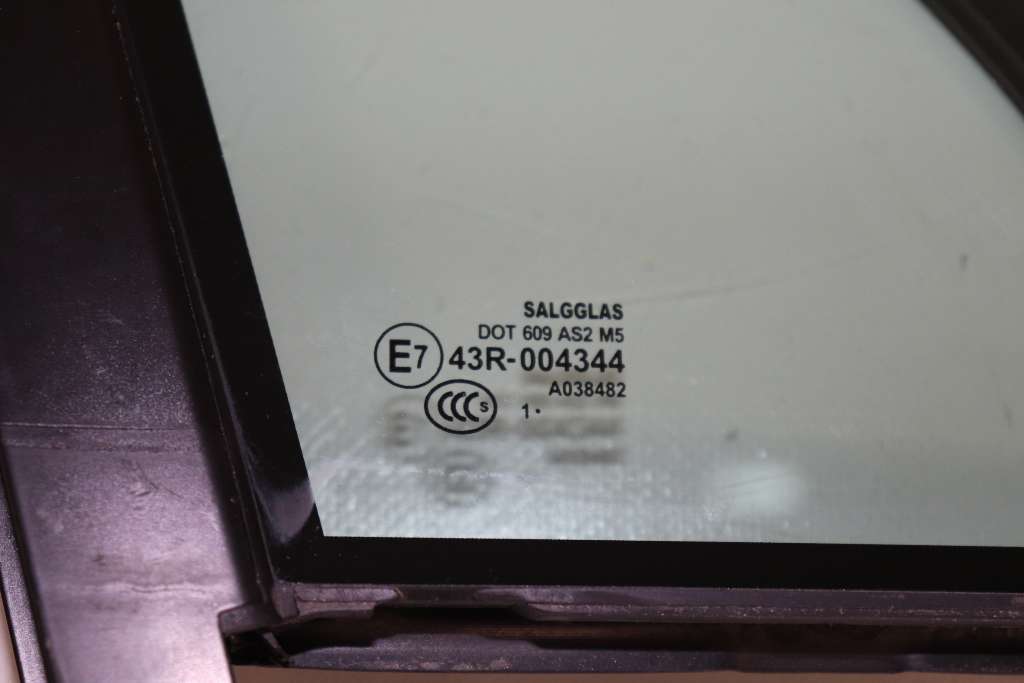 SALGGLAS
DOT 609 AS2 M5
E7 43R-004344
A038482
CCC S 1·